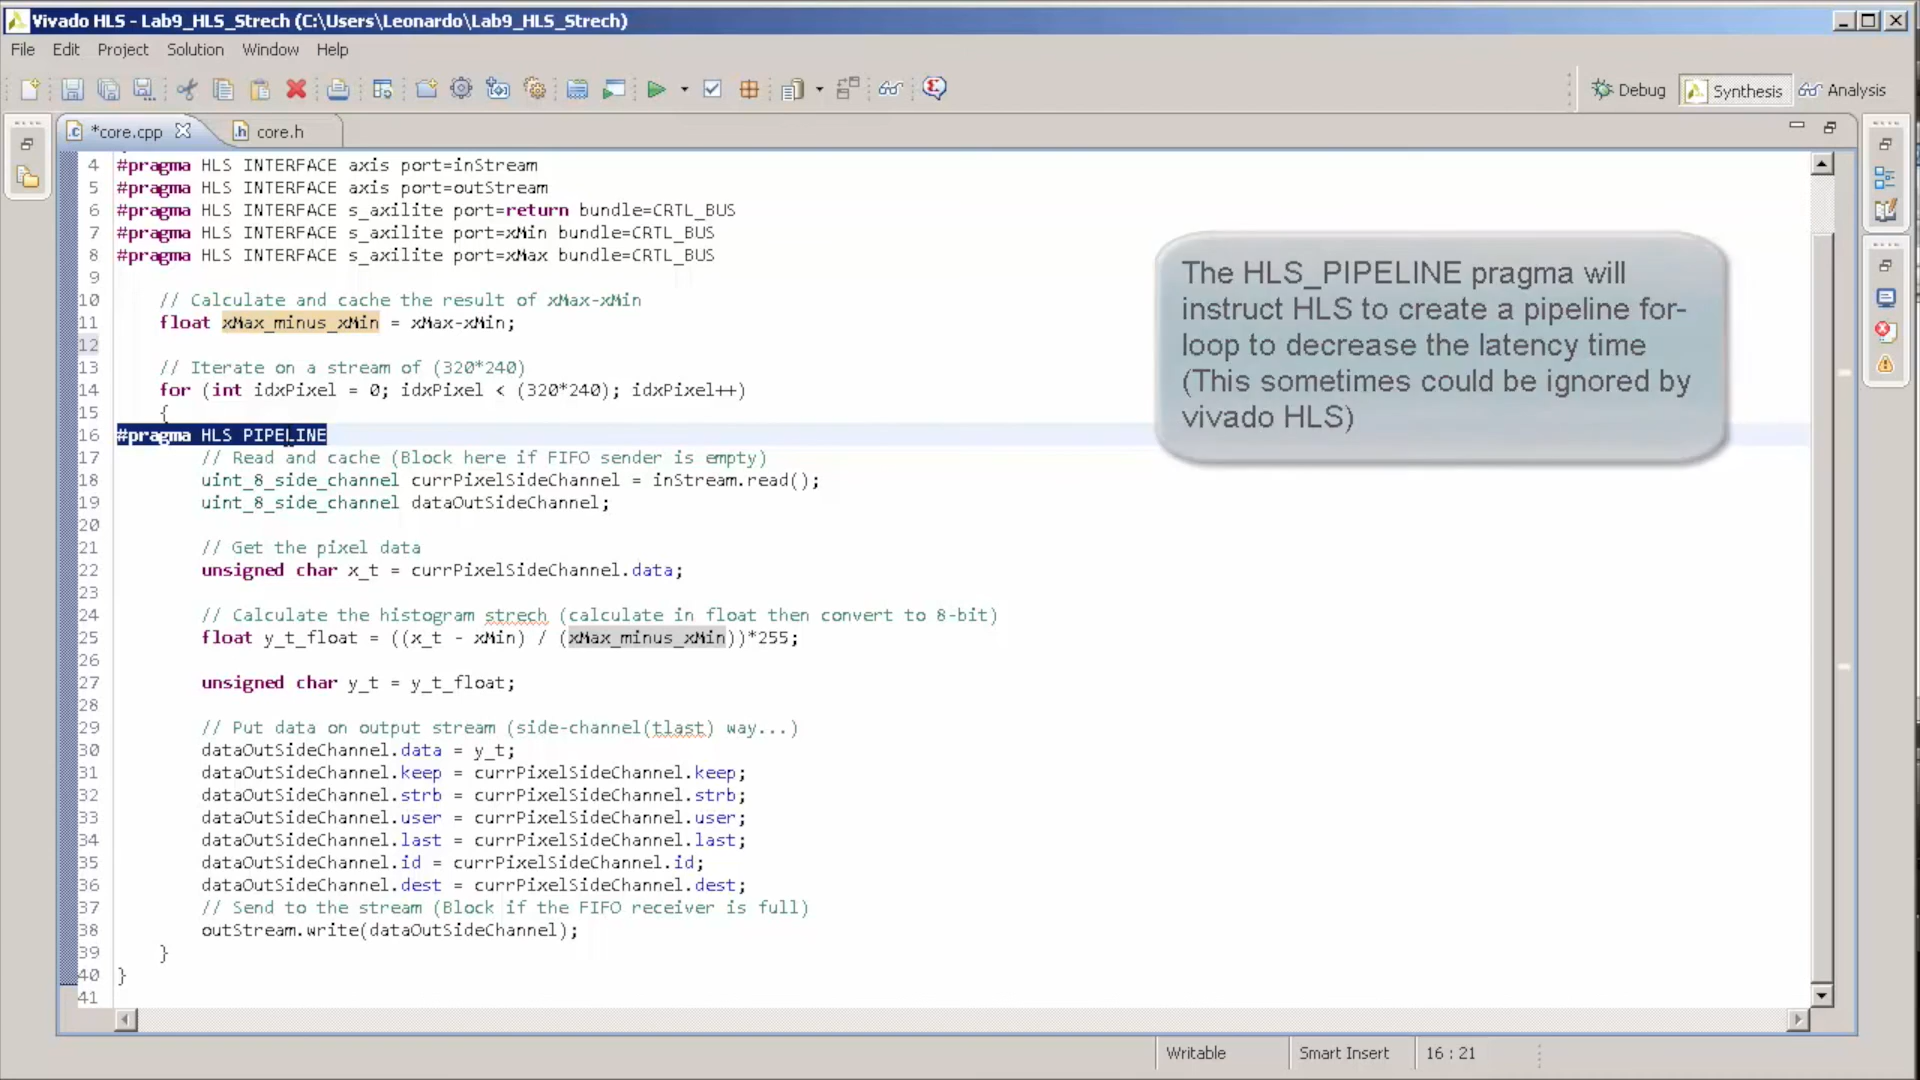 Vivado HLS - Lab9_HLS_Strech (C:\Users\Leonardo\Lab9_HLS_Strech)
File Edit Project Solution Window Help
Debug Synthesis Analysis
*core.cpp core.h
4 #pragma HLS INTERFACE axis port=inStream
5 #pragma HLS INTERFACE axis port=outStream
6 #pragma HLS INTERFACE s_axilite port=return bundle=CRTL_BUS
7 #pragma HLS INTERFACE s_axilite port=xMin bundle=CRTL_BUS
8 #pragma HLS INTERFACE s_axilite port=xMax bundle=CRTL_BUS
9
10 // Calculate and cache the result of xMax-xMin
11 float xMax_minus_xMin = xMax-xMin;
12
13 // Iterate on a stream of (320*240)
14 for (int idxPixel = 0; idxPixel < (320*240); idxPixel++)
15 {
16 #pragma HLS PIPELINE
17 // Read and cache (Block here if FIFO sender is empty)
18 uint_8_side_channel currPixelSideChannel = inStream.read();
19 uint_8_side_channel dataOutSideChannel;
20
21 // Get the pixel data
22 unsigned char x_t = currPixelSideChannel.data;
23
24 // Calculate the histogram strech (calculate in float then convert to 8-bit)
25 float y_t_float = ((x_t - xMin) / (xMax_minus_xMin))*255;
26
27 unsigned char y_t = y_t_float;
28
29 // Put data on output stream (side-channel(tlast) way...)
30 dataOutSideChannel.data = y_t;
31 dataOutSideChannel.keep = currPixelSideChannel.keep;
32 dataOutSideChannel.strb = currPixelSideChannel.strb;
33 dataOutSideChannel.user = currPixelSideChannel.user;
34 dataOutSideChannel.last = currPixelSideChannel.last;
35 dataOutSideChannel.id = currPixelSideChannel.id;
36 dataOutSideChannel.dest = currPixelSideChannel.dest;
37 // Send to the stream (Block if the FIFO receiver is full)
38 outStream.write(dataOutSideChannel);
39 }
40 }
41
The HLS_PIPELINE pragma will
instruct HLS to create a pipeline for-
loop to decrease the latency time
(This sometimes could be ignored by
vivado HLS)
Writable Smart Insert 16 : 21